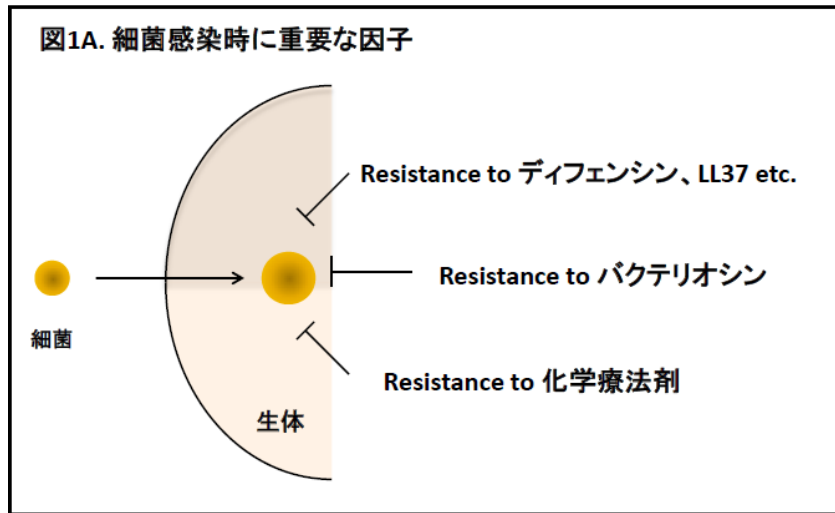 図1A. 細菌感染時に重要な因子
Resistance to ディフェンシン、LL37 etc.
Resistance to バクテリオシン
細菌
Resistance to 化学療法剤
生体